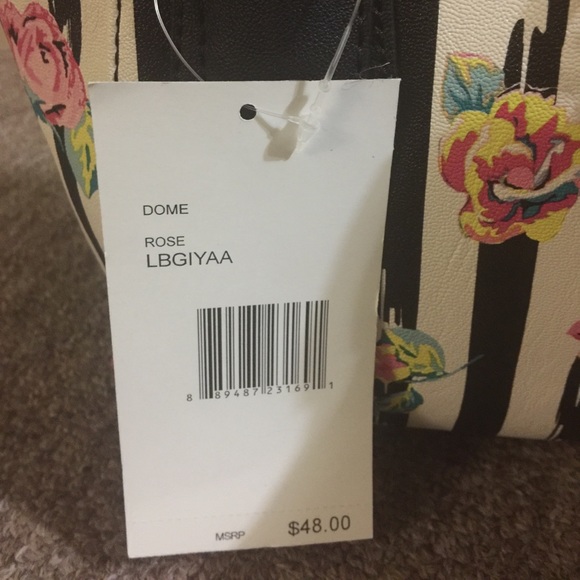 DOME
ROSE
LBGIYAA
8 89487 23169 1
MSRP $48.00